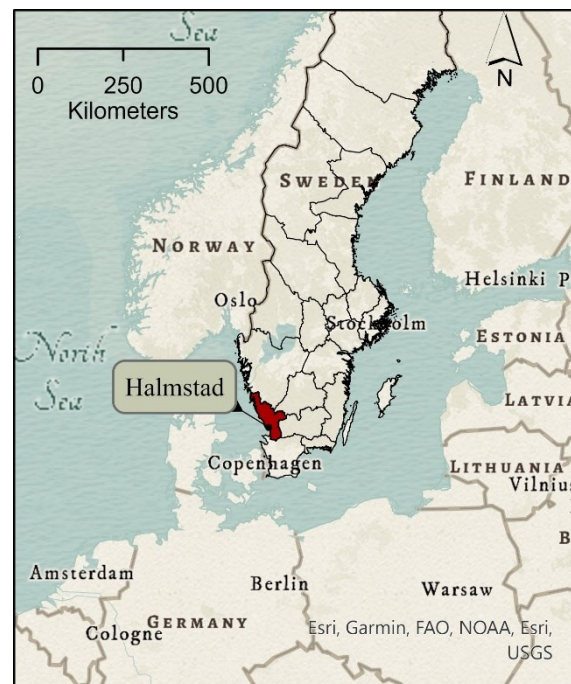 Sea
0 250 500
Kilometers
N
SWEDEN
FINLAND
NORWAY
Helsinki P
Oslo
Stockholm
ESTONIA
North
Sea
Halmstad
LATVIA
Copenhagen
LITHUANIA
Vilnius
B
Amsterdam
Berlin
Warsaw
GERMANY
Cologne
Esri, Garmin, FAO, NOAA, Esri,
USGS